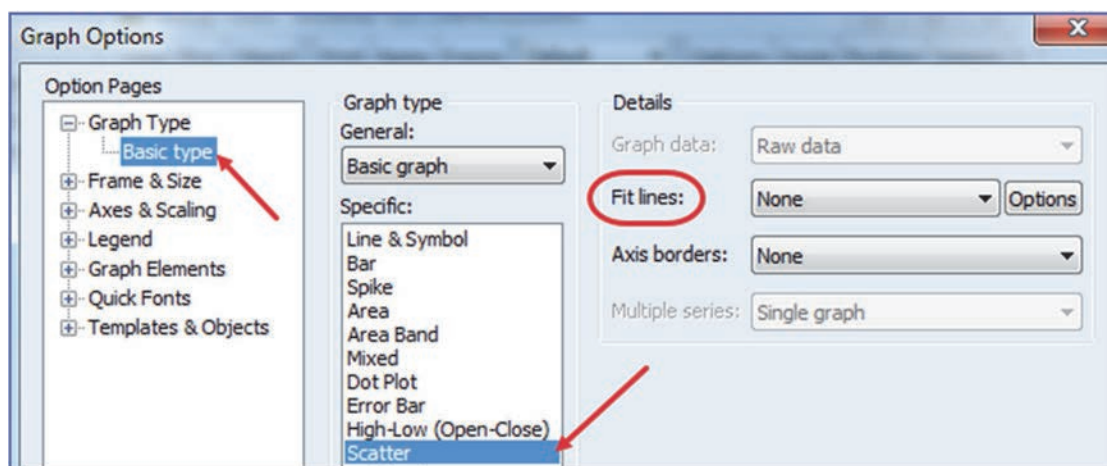 Graph Options
X
Option Pages
Graph Type
Basic type
Frame & Size
Axes & Scaling
Legend
Graph Elements
Quick Fonts
Templates & Objects
Graph type
General:
Basic graph
Specific:
Line & Symbol
Bar
Spike
Area
Area Band
Mixed
Dot Plot
Error Bar
High-Low (Open-Close)
Scatter
Details
Graph data: Raw data
Fit lines: None Options
Axis borders: None
Multiple series: Single graph